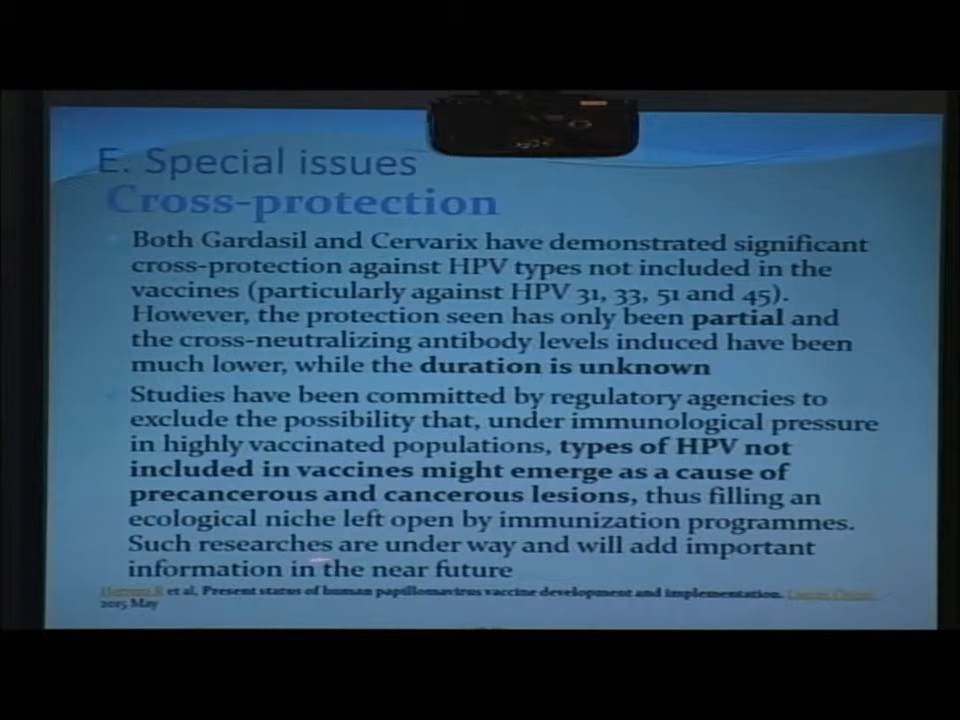 E. Special issues
Cross-protection
Both Gardasil and Cervarix have demonstrated significant
cross-protection against HPV types not included in the
vaccines (particularly against HPV 31, 33, 51 and 45).
However, the protection seen has only been partial and
the cross-neutralizing antibody levels induced have been
much lower, while the duration is unknown
Studies have been committed by regulatory agencies to
exclude the possibility that, under immunological pressure
in highly vaccinated populations, types of HPV not
included in vaccines might emerge as a cause of
precancerous and cancerous lesions, thus filling an
ecological niche left open by immunization programmes.
Such researches are under way and will add important
information in the near future
et al, Present status of human papillomavirus vaccine development and implementation.
2015 May